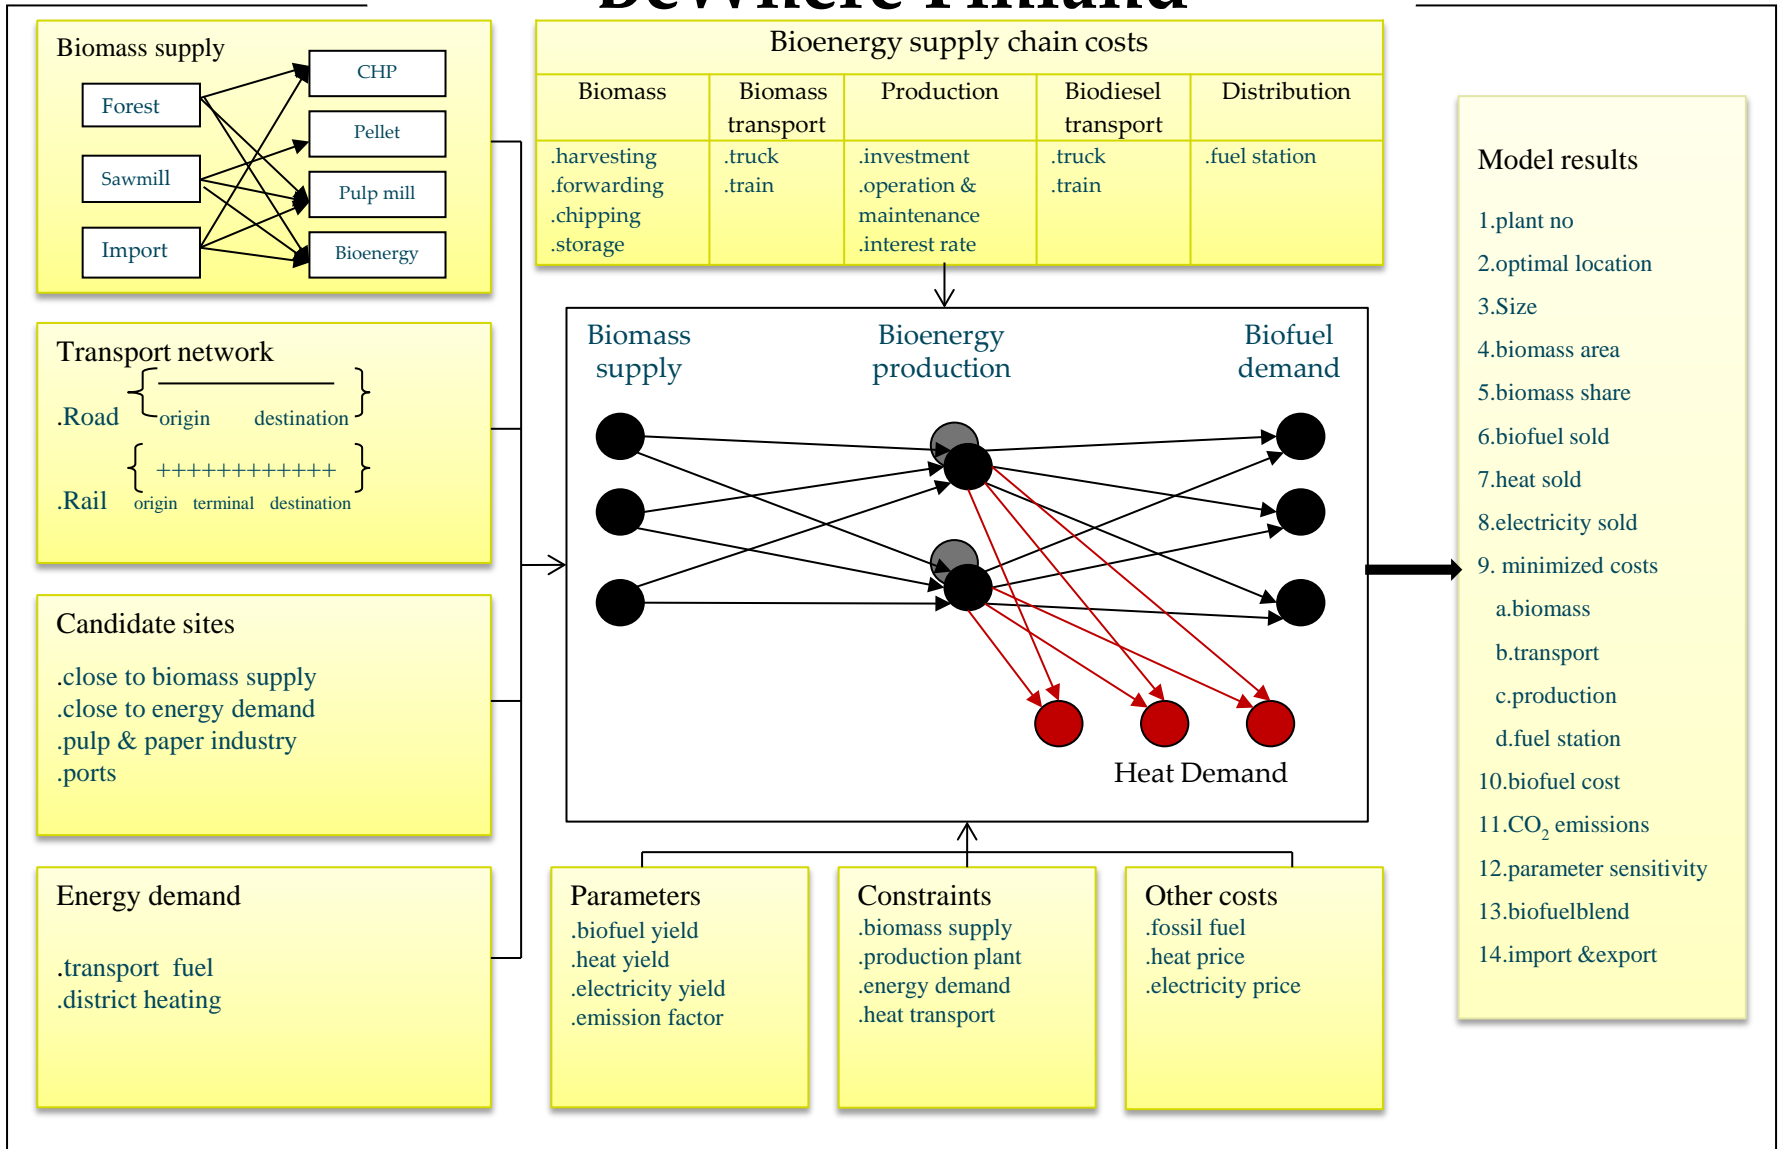 BeWhere Finland
Biomass supply
Forest
Sawmill
Import
CHP
Pellet
Pulp mill
Bioenergy
Transport network
.Road
origin destination
++++++++++++
.Rail
origin terminal destination
Candidate sites
.close to biomass supply
.close to energy demand
.pulp & paper industry
.ports
Energy demand
.transport fuel
.district heating
Bioenergy supply chain costs
Biomass
.harvesting
.forwarding
.chipping
.storage
Biomass
transport
.truck
.train
Production
.investment
.operation &
maintenance
.interest rate
Biodiesel
transport
.truck
.train
Distribution
.fuel station
Biomass
supply
Bioenergy
production
Biofuel
demand
Heat Demand
Parameters
.biofuel yield
.heat yield
.electricity yield
.emission factor
Constraints
.biomass supply
.production plant
.energy demand
.heat transport
Other costs
.fossil fuel
.heat price
.electricity price
Model results
1.plant no
2.optimal location
3.Size
4.biomass area
5.biomass share
6.biofuel sold
7.heat sold
8.electricity sold
9. minimized costs
a.biomass
b.transport
c.production
d.fuel station
10.biofuel cost
11.CO2 emissions
12.parameter sensitivity
13.biofuelblend
14.import &export